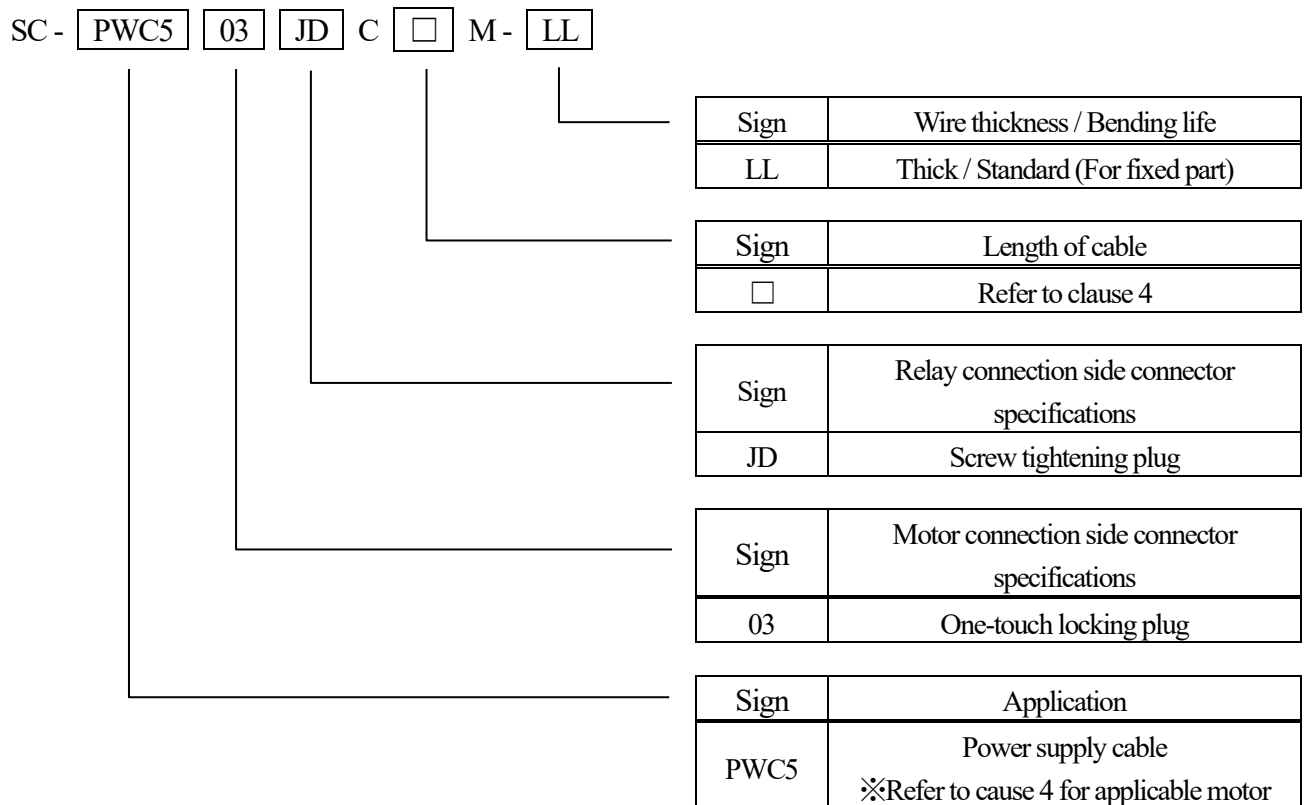 SC - PWC5 03 JD C □ M - LL
Sign Wire thickness / Bending life
LL Thick / Standard (For fixed part)
Sign Length of cable
□ Refer to clause 4
Sign Relay connection side connector
specifications
JD Screw tightening plug
Sign Motor connection side connector
specifications
03 One-touch locking plug
Sign Application
PWC5 Power supply cable
※Refer to cause 4 for applicable motor